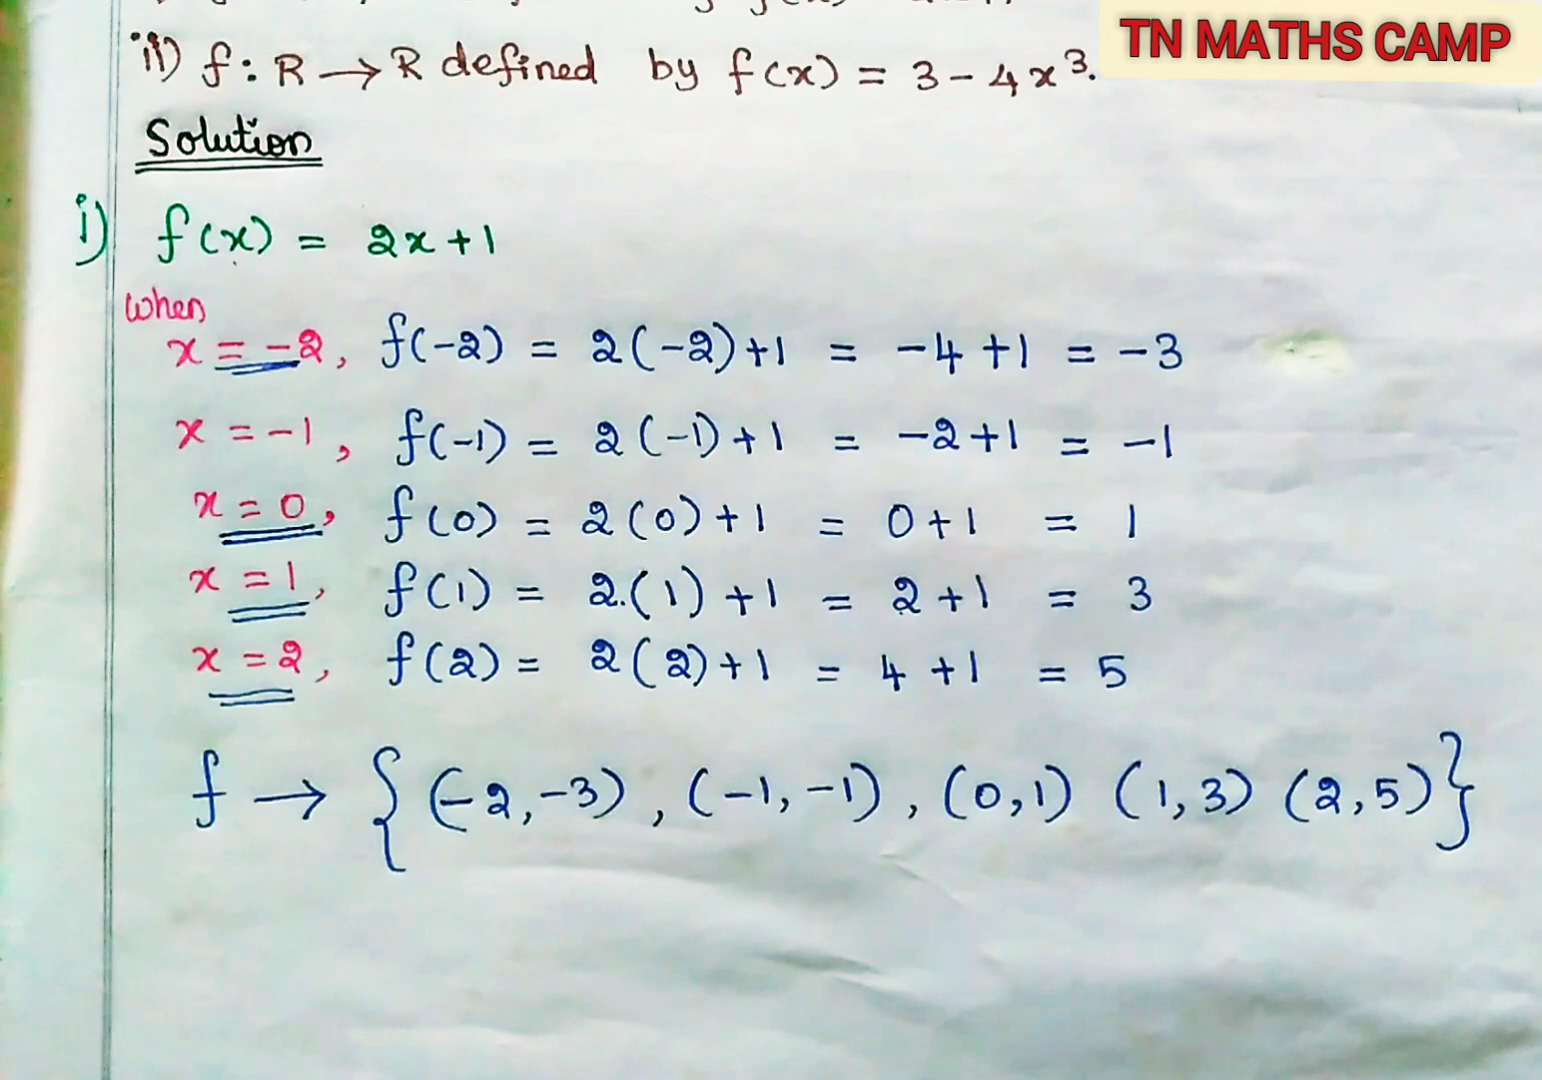 TN MATHS CAMP
ii) f : R → R defined by f(x) = 3 - 4x³.
Solution
i) f(x) = 2x+1
When
x = -2, f(-2) = 2(-2)+1 = -4+1 = -3
x = -1, f(-1) = 2(-1)+1 = -2+1 = -1
x = 0, f(0) = 2(0)+1 = 0+1 = 1
x = 1, f(1) = 2.(1)+1 = 2+1 = 3
x = 2, f(2) = 2(2)+1 = 4+1 = 5
f → {(-2,-3), (-1,-1), (0,1) (1,3) (2,5)}